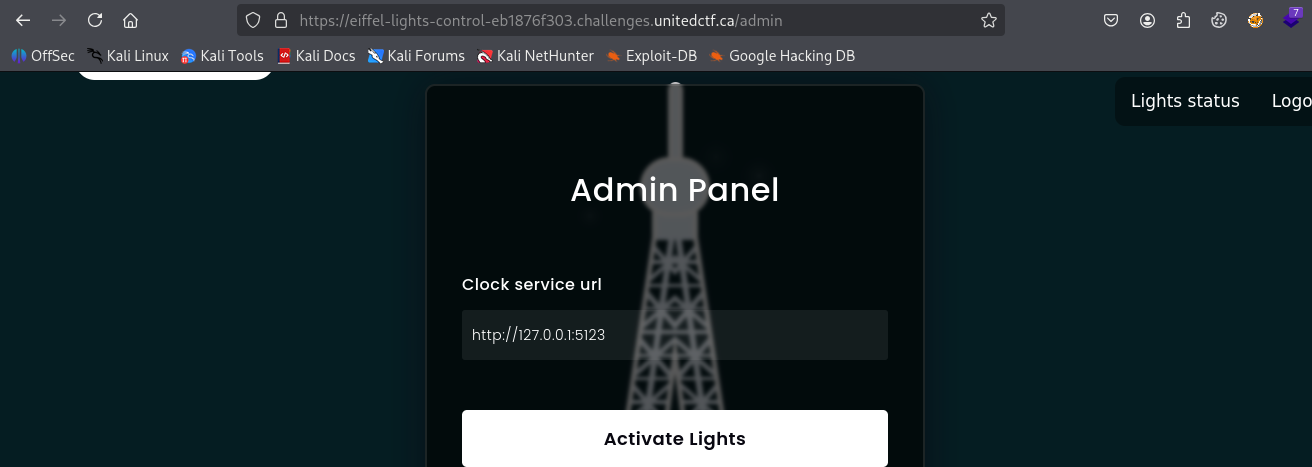 https://eiffel-lights-control-eb1876f303.challenges.unitedctf.ca/admin
7
OffSec Kali Linux Kali Tools Kali Docs Kali Forums Kali NetHunter Exploit-DB Google Hacking DB
Lights status Logo
Admin Panel
Clock service url
http://127.0.0.1:5123
Activate Lights